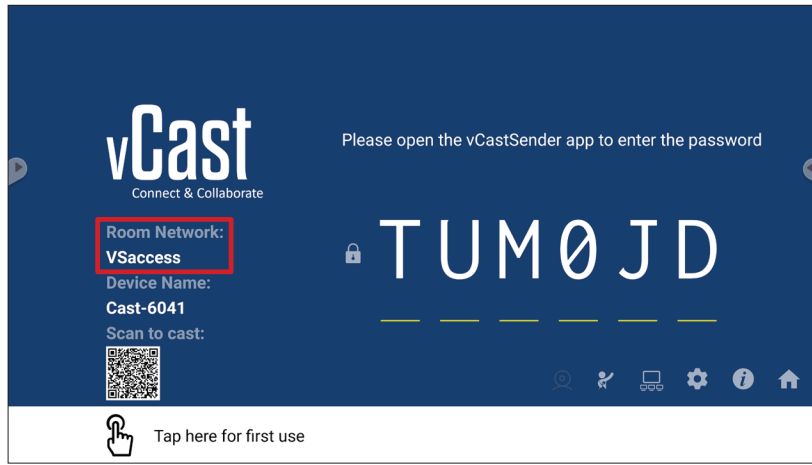 vCast
Connect & Collaborate
Please open the vCastSender app to enter the password
Room Network:
VSaccess
TUM0JD
Device Name:
Cast-6041
Scan to cast:
Tap here for first use